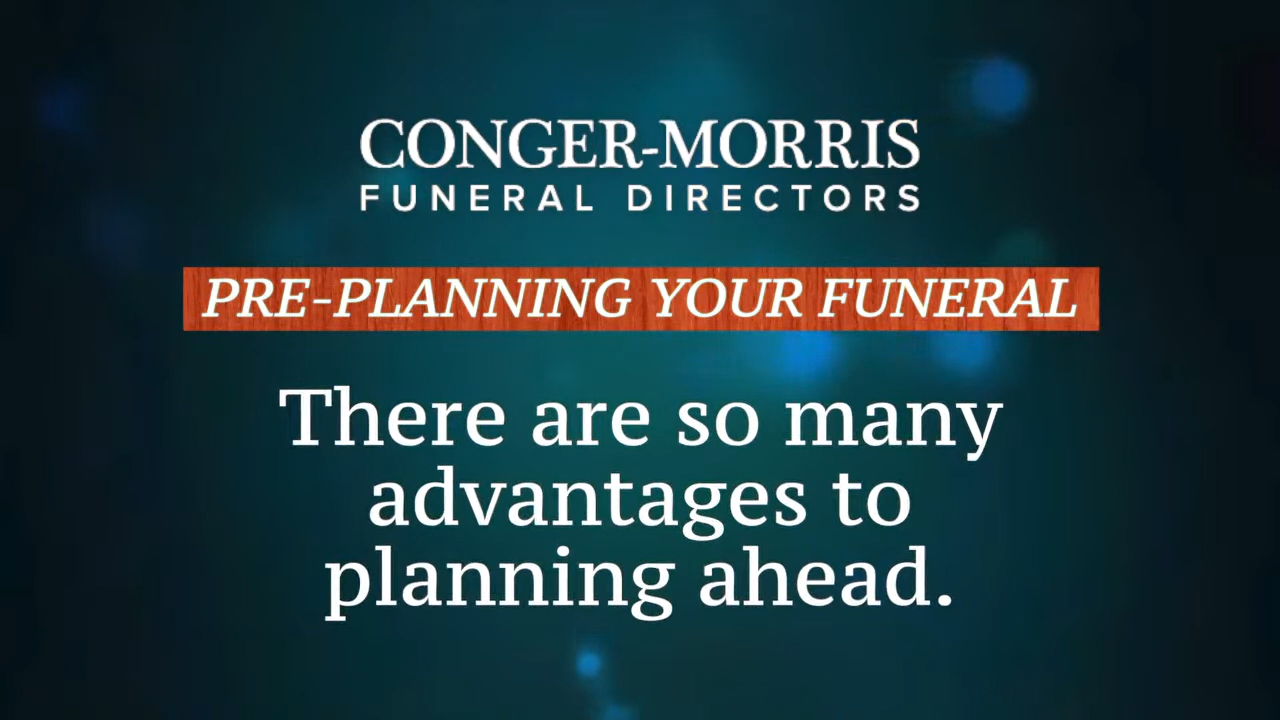 CONGER-MORRIS
FUNERAL DIRECTORS
PRE-PLANNING YOUR FUNERAL
There are so many
advantages to
planning ahead.